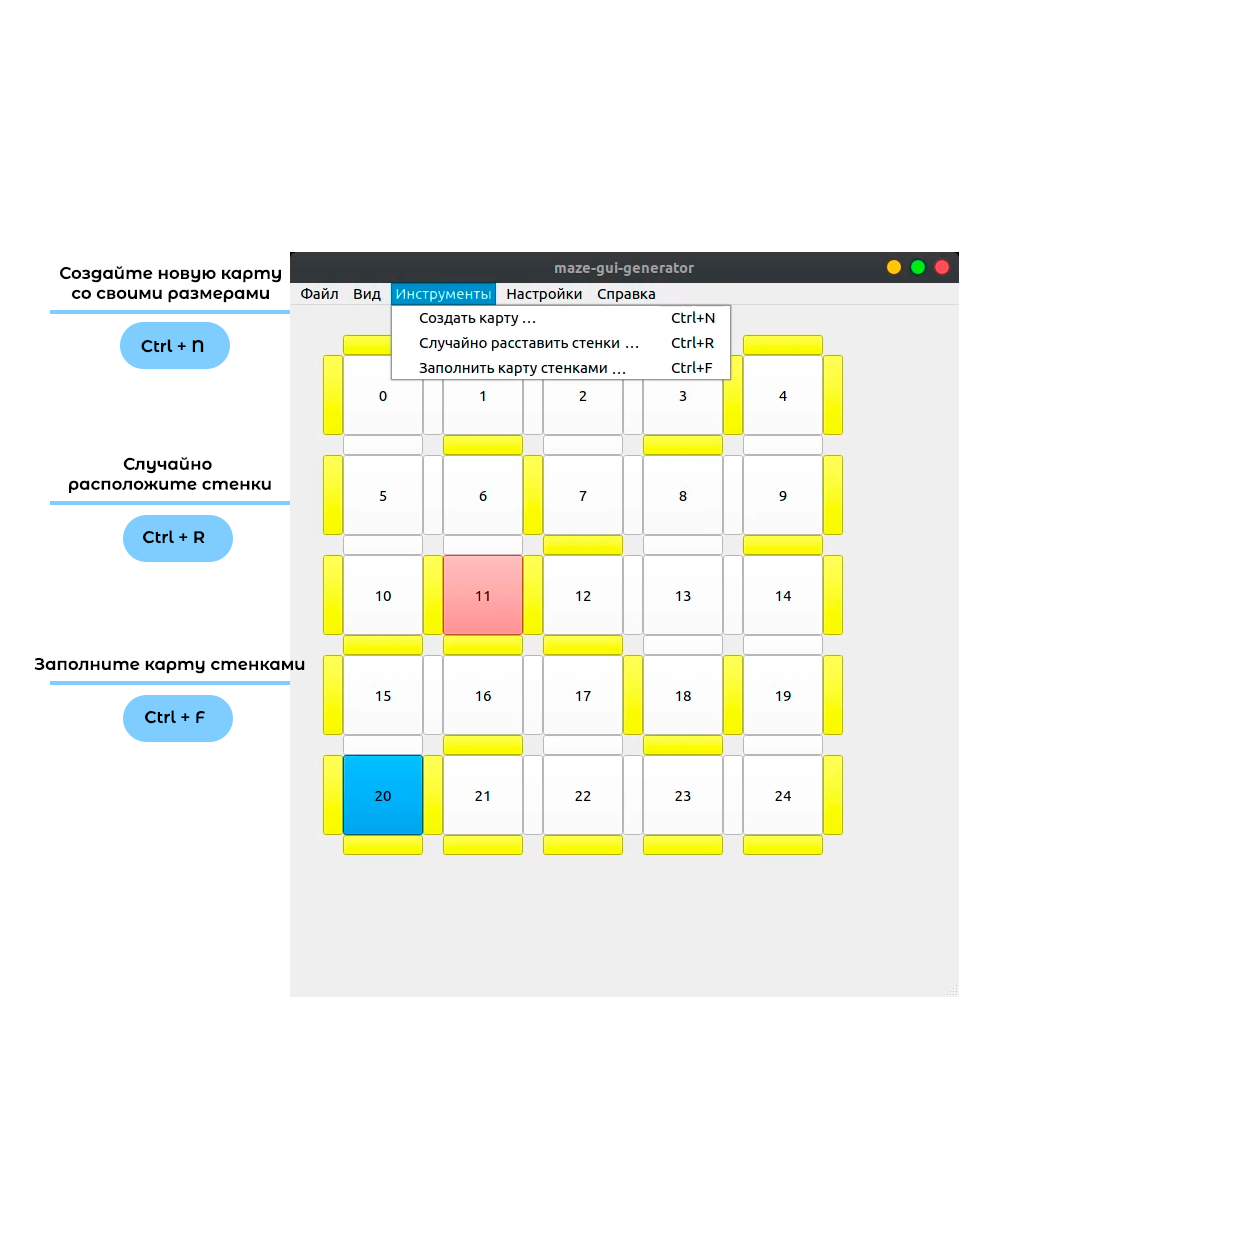 Создайте новую карту
со своими размерами
Ctrl + N
Случайно
расположите стенки
Ctrl + R
Заполните карту стенками
Ctrl + F
maze-gui-generator
Файл Вид Инструменты Настройки Справка
Создать карту ... Ctrl+N
Случайно расставить стенки ... Ctrl+R
Заполнить карту стенками ... Ctrl+F
0 1 2 3 4
5 6 7 8 9
10 11 12 13 14
15 16 17 18 19
20 21 22 23 24